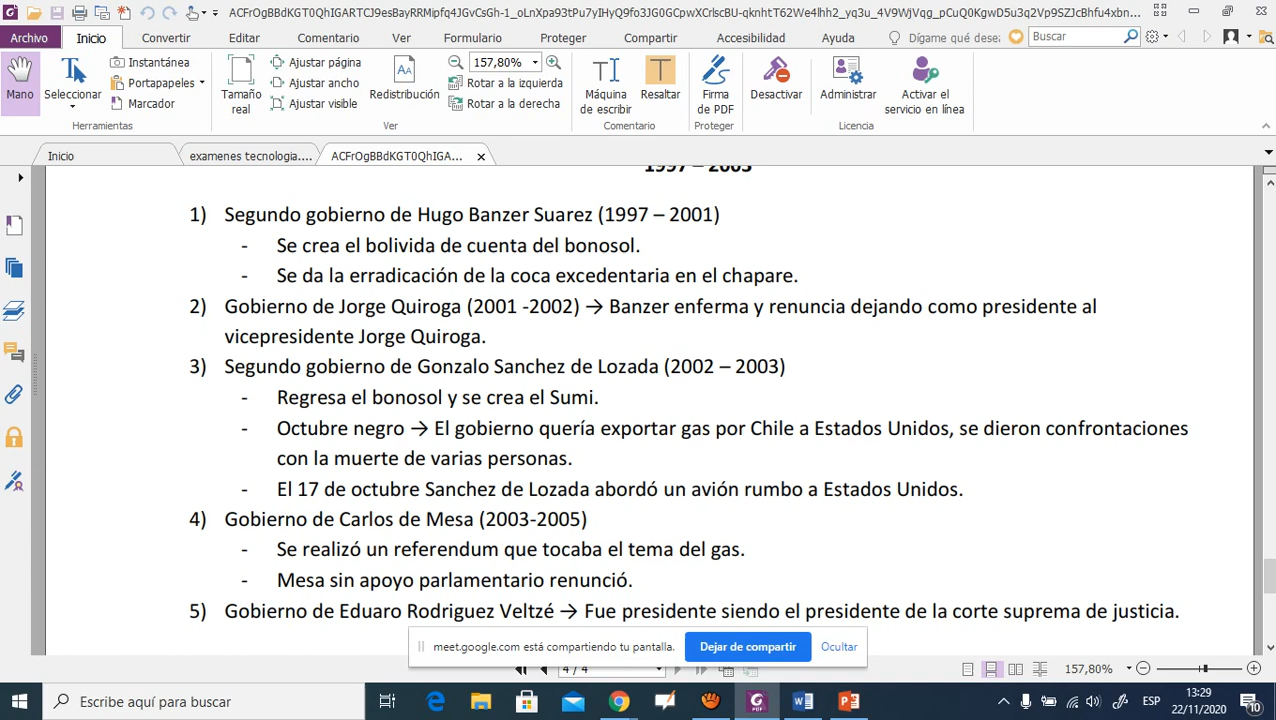 ACFrOgBBdKGT0QhIGARTCJ9esBayRRMipfq4JOsGcn-1_oLnXpa93tPu7yIHyQ9fo3JG0GCpwXOlscBiHqkmhtT62We4lhh2_yq3u_4V9NjVqg_pCuQ0KgwD5u3q2Vp9SZJcBhfu4xbn...
Archivo Inicio Convertir Editar Comentario Ver Formulario Proteger Compartir Accesibilidad Ayuda Dígame qué dese Buscar
Mano
Seleccionar
Instantánea
Portapapeles
Marcador
Herramientas
Tamaño real
Ajustar página
Ajustar ancho
Ajustar visible
Redistribución
157,80%
Rotar a la izquierda
Rotar a la derecha
Ver
Máquina de escribir
Resaltar
Comentario
Firma de PDF
Proteger
Desactivar
Administrar
Activar el servicio en línea
Licencia
Inicio examenes tecnologia.... ACFrOgBBdKGT0QhIGA...
1997 – 2003
1) Segundo gobierno de Hugo Banzer Suarez (1997 – 2001)
- Se crea el bolivida de cuenta del bonosol.
- Se da la erradicación de la coca excedentaria en el chapare.
2) Gobierno de Jorge Quiroga (2001 -2002) → Banzer enferma y renuncia dejando como presidente al
vicepresidente Jorge Quiroga.
3) Segundo gobierno de Gonzalo Sanchez de Lozada (2002 – 2003)
- Regresa el bonosol y se crea el Sumi.
- Octubre negro → El gobierno quería exportar gas por Chile a Estados Unidos, se dieron confrontaciones
con la muerte de varias personas.
- El 17 de octubre Sanchez de Lozada abordó un avión rumbo a Estados Unidos.
4) Gobierno de Carlos de Mesa (2003-2005)
- Se realizó un referendum que tocaba el tema del gas.
- Mesa sin apoyo parlamentario renunció.
5) Gobierno de Eduaro Rodriguez Veltzé → Fue presidente siendo el presidente de la corte suprema de justicia.
meet.google.com está compartiendo tu pantalla. Dejar de compartir Ocultar
4 / 4 157,80%
Escribe aquí para buscar
ESP
13:29
22/11/2020
10